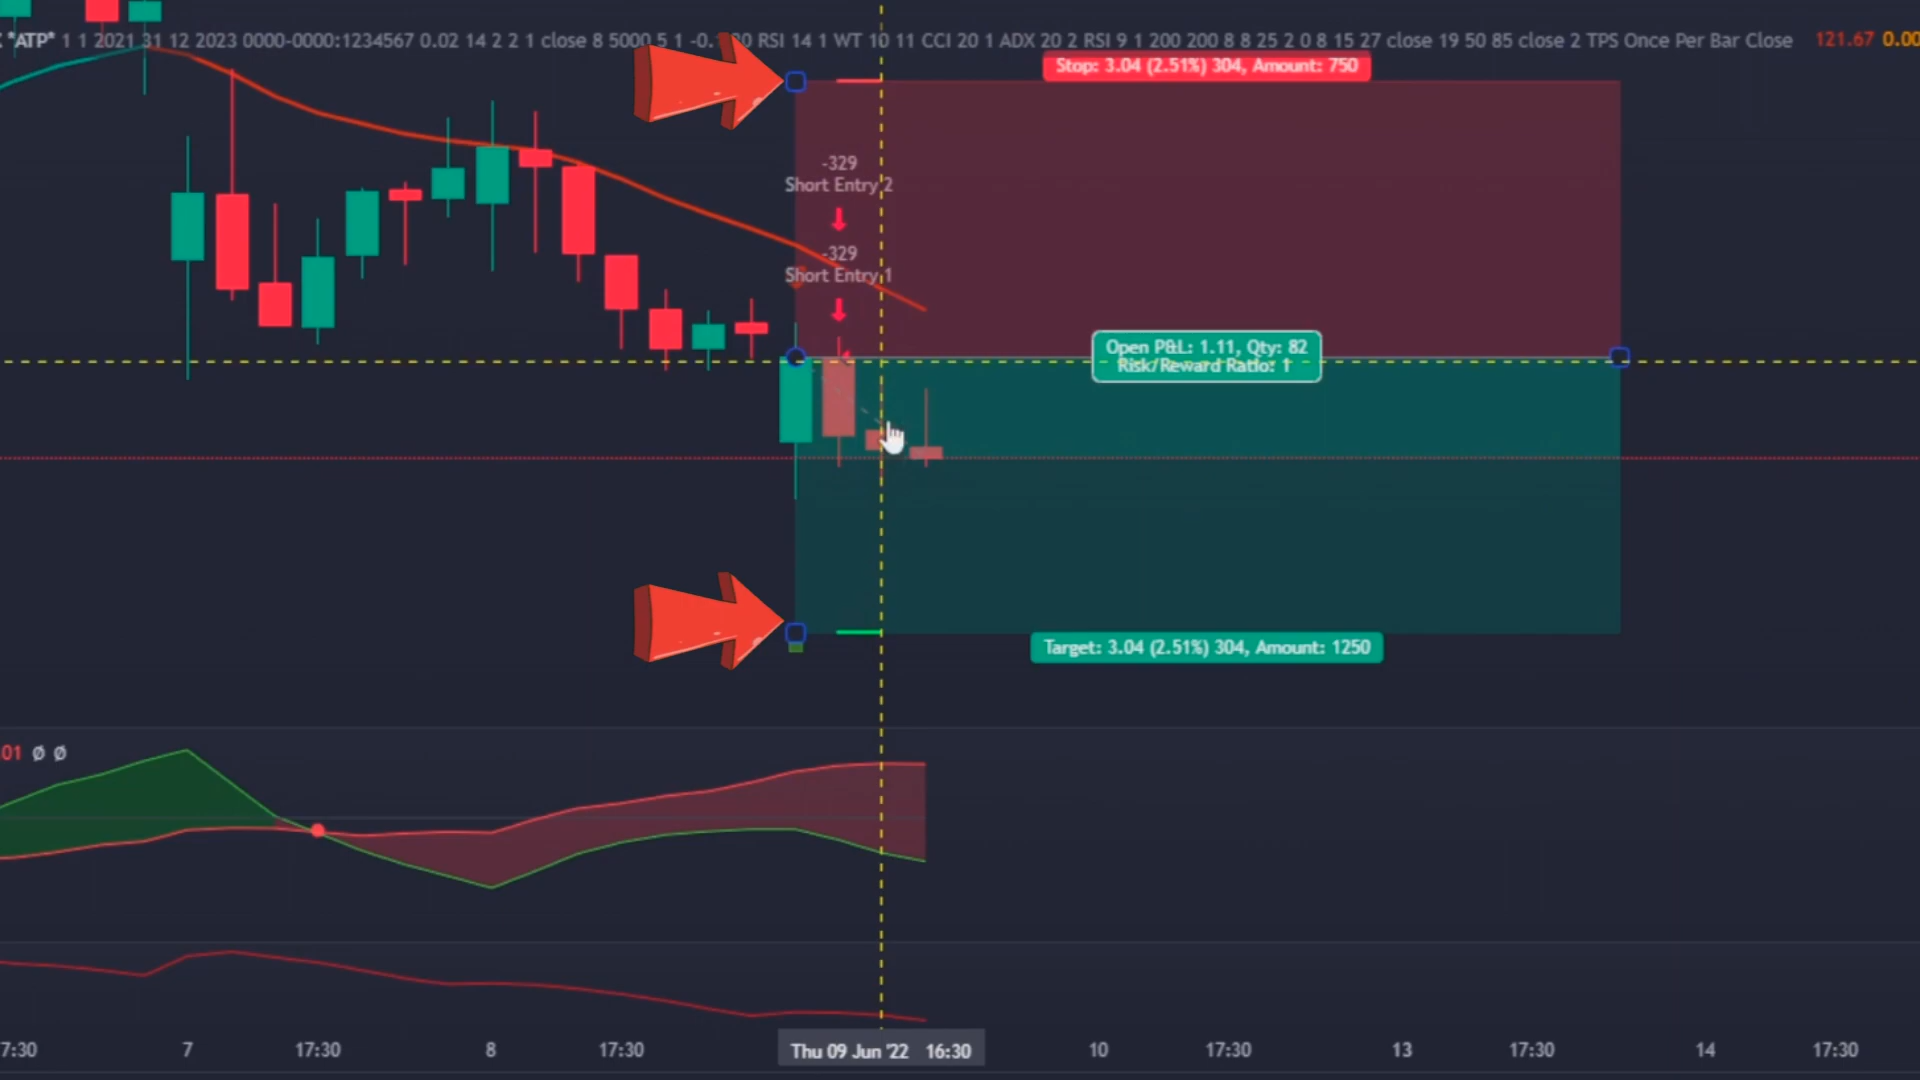 *ATP* 1 1 2021 31 12 2023 0000-0000:1234567 0.02 14 2 2 1 close 8 5000 5 1 RSI 14 1 WT 10 11 CCI 20 1 ADX 20 2 RSI 9 1 200 200 8 8 25 2 0 8 15 27 close 19 50 85 close 2 TPS Once Per Bar Close 121.67 0.00
Stop: 3.04 (2.51%) 304, Amount: 750
-329
Short Entry 2
-329
Short Entry 1
Open P&L: 1.11, Qty: 82
Risk/Reward Ratio: 1
Target: 3.04 (2.51%) 304, Amount: 1250
01 ∅ ∅
7:30 7 17:30 8 17:30 Thu 09 Jun '22 16:30 10 17:30 13 17:30 14 17:30